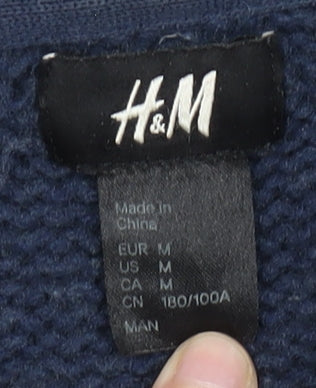 H&M
Made in
China
EUR M
US M
CA M
CN 180/100A
MAN